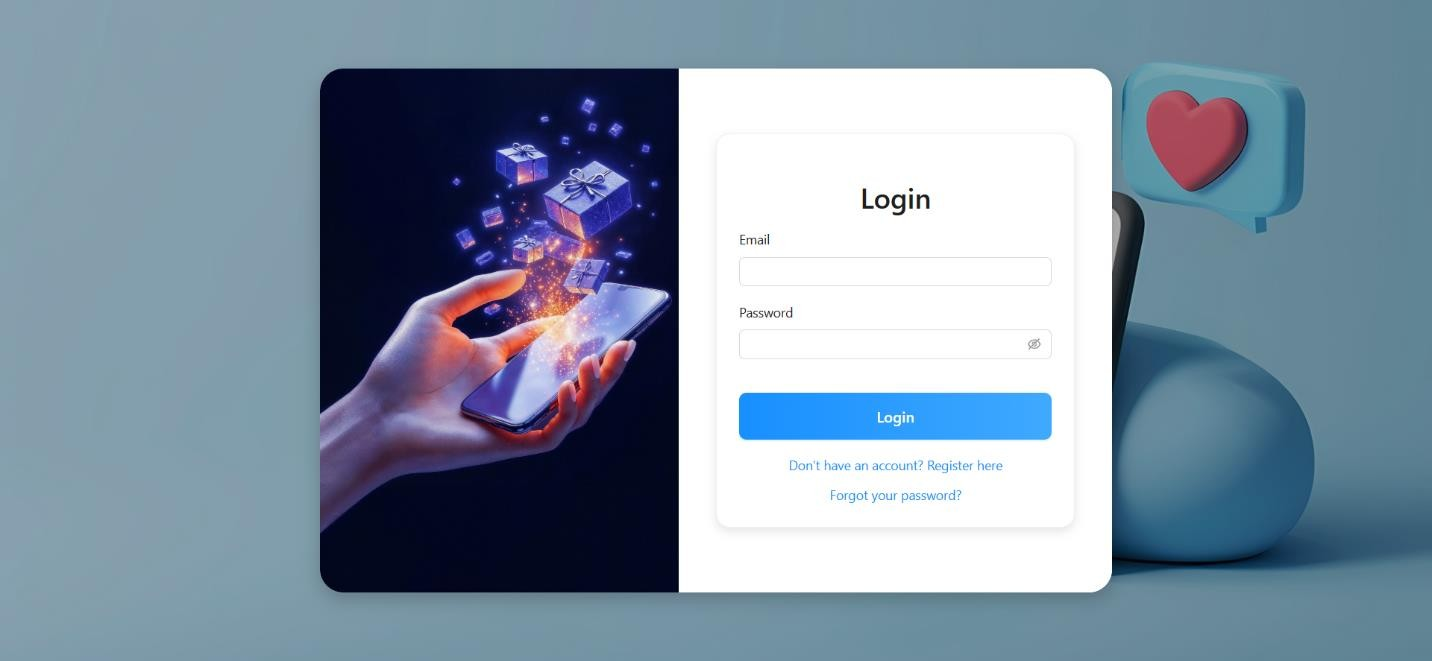 Login
Email
Password
Login
Don't have an account? Register here
Forgot your password?